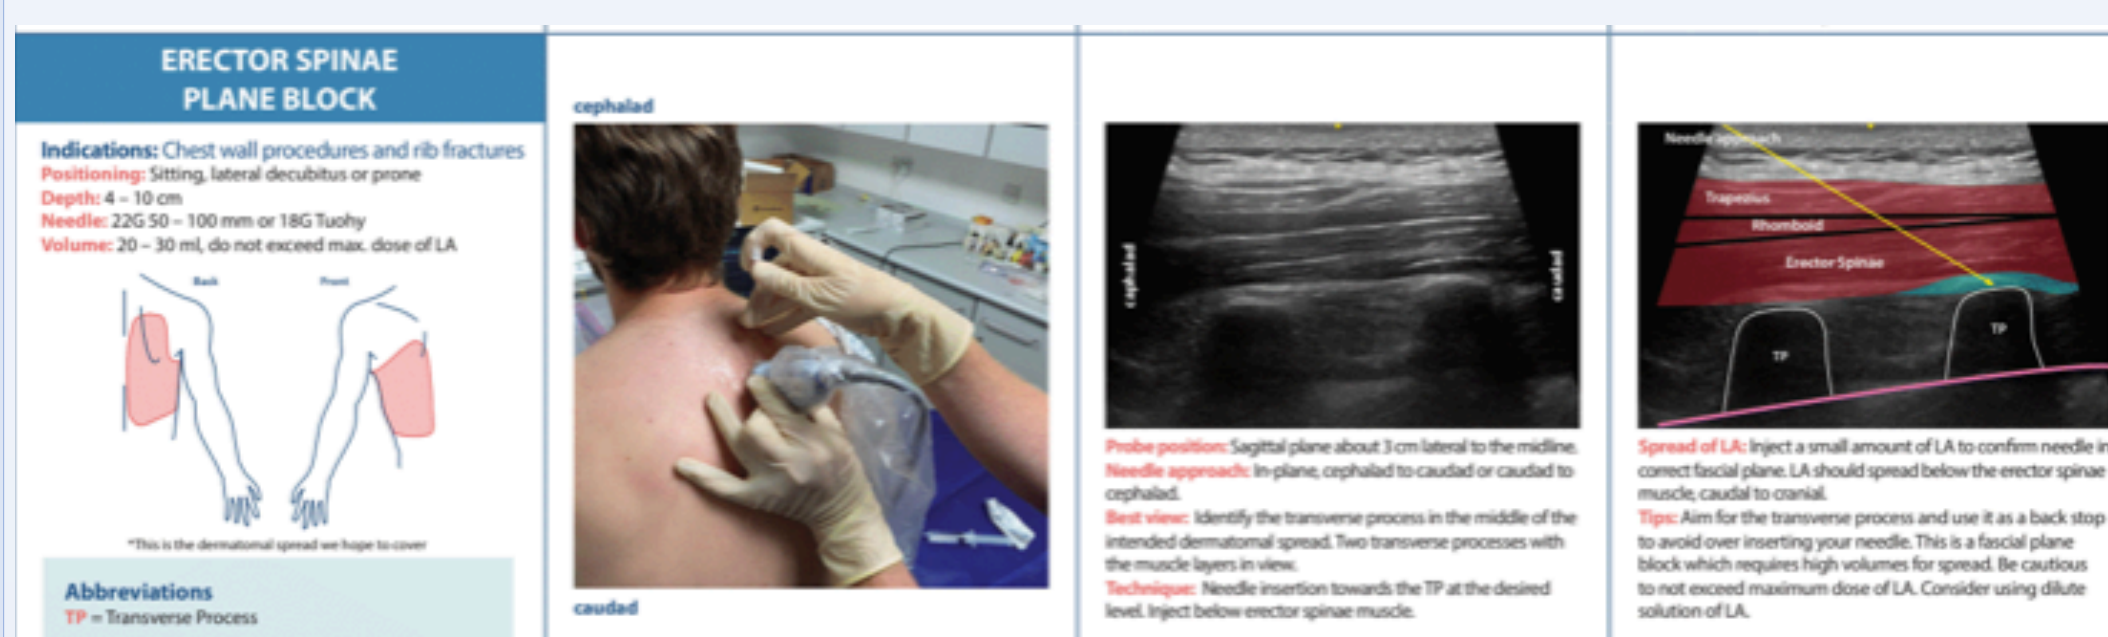 ERECTOR SPINAE
PLANE BLOCK
Indications: Chest wall procedures and rib fractures
Positioning: Sitting, lateral decubitus or prone
Depth: 4 – 10 cm
Needle: 22G 50 – 100 mm or 18G Tuohy
Volume: 20 – 30 ml, do not exceed max. dose of LA
Back
Front
*This is the dermatomal spread we hope to cover
Abbreviations
TP = Transverse Process
cephalad
caudad
cephalad
caudad
Probe position: Sagittal plane about 3 cm lateral to the midline.
Needle approach: In-plane, cephalad to caudad or caudad to
cephalad.
Best view: Identify the transverse process in the middle of the
intended dermatomal spread. Two transverse processes with
the muscle layers in view.
Technique: Needle insertion towards the TP at the desired
level. Inject below erector spinae muscle.
Needle approach
Trapezius
Rhomboid
Erector Spinae
TP
TP
Spread of LA: Inject a small amount of LA to confirm needle in
correct fascial plane. LA should spread below the erector spinae
muscle, caudal to cranial.
Tips: Aim for the transverse process and use it as a back stop
to avoid over inserting your needle. This is a fascial plane
block which requires high volumes for spread. Be cautious
to not exceed maximum dose of LA. Consider using dilute
solution of LA.